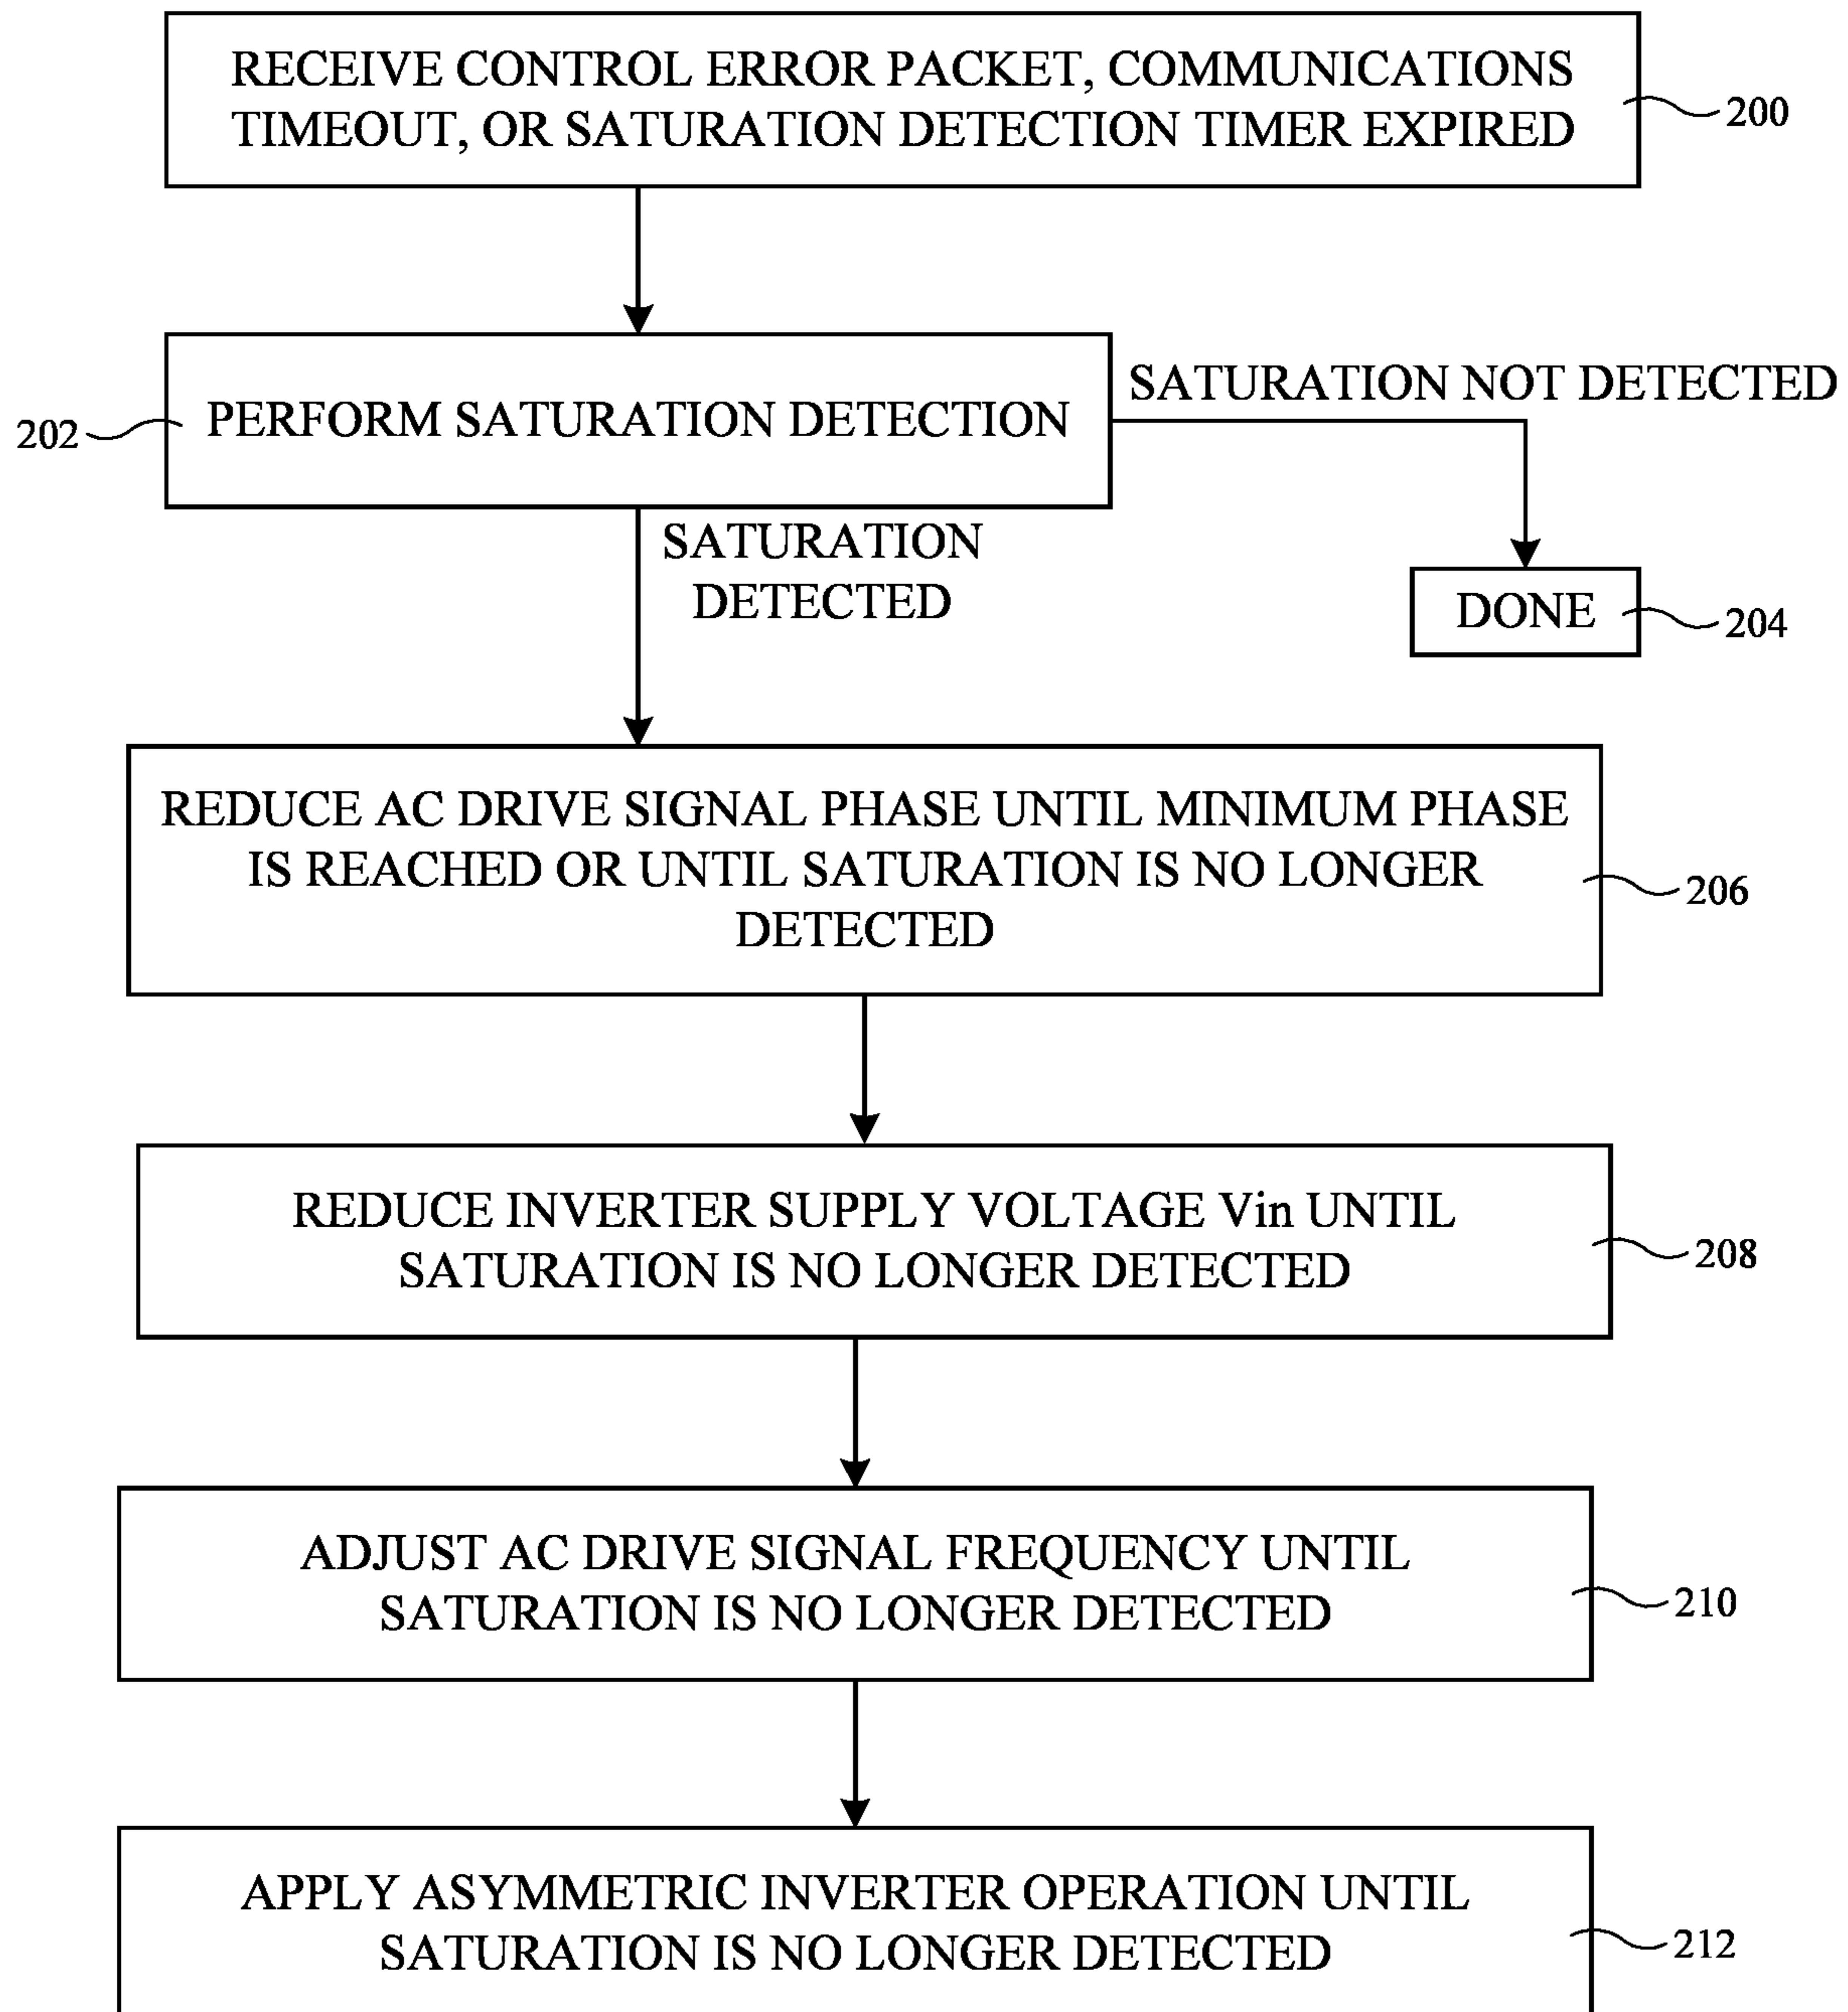 RECEIVE CONTROL ERROR PACKET, COMMUNICATIONS
TIMEOUT, OR SATURATION DETECTION TIMER EXPIRED
200
SATURATION NOT DETECTED
PERFORM SATURATION DETECTION
202
SATURATION
DETECTED
DONE
204
REDUCE AC DRIVE SIGNAL PHASE UNTIL MINIMUM PHASE
IS REACHED OR UNTIL SATURATION IS NO LONGER
DETECTED
206
REDUCE INVERTER SUPPLY VOLTAGE Vin UNTIL
SATURATION IS NO LONGER DETECTED
208
ADJUST AC DRIVE SIGNAL FREQUENCY UNTIL
SATURATION IS NO LONGER DETECTED
210
APPLY ASYMMETRIC INVERTER OPERATION UNTIL
SATURATION IS NO LONGER DETECTED
212